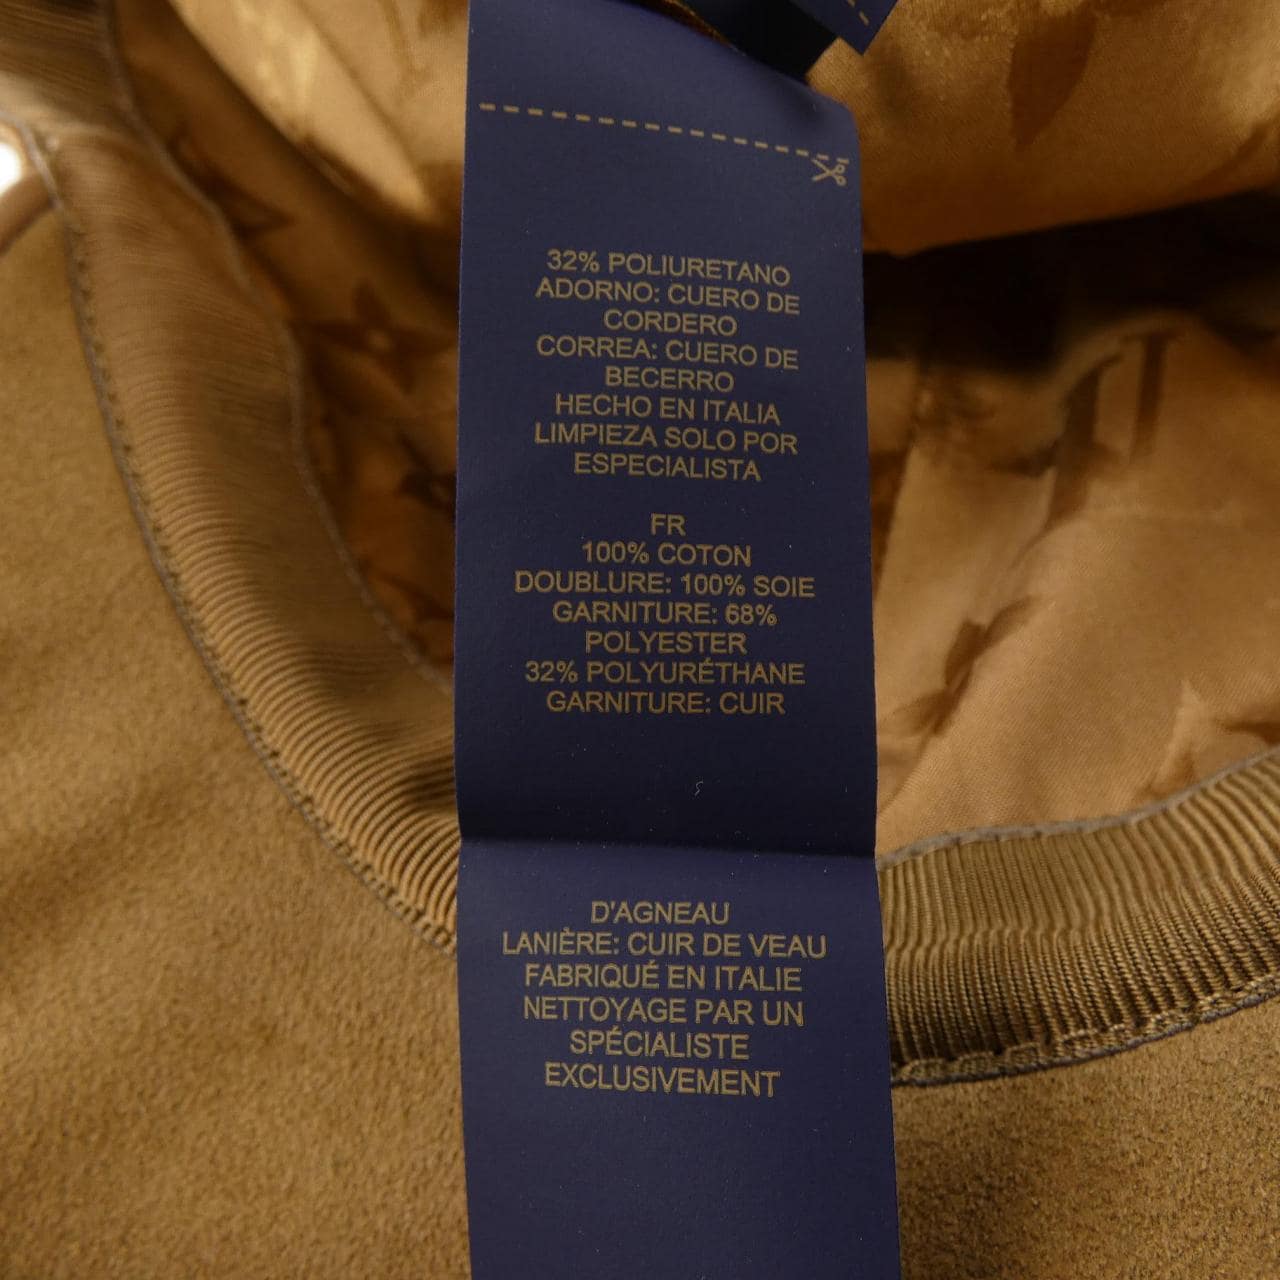 32% POLIURETANO
ADORNO: CUERO DE
CORDERO
CORREA: CUERO DE
BECERRO
HECHO EN ITALIA
LIMPIEZA SOLO POR
ESPECIALISTA
FR
100% COTON
DOUBLURE: 100% SOIE
GARNITURE: 68%
POLYESTER
32% POLYURÉTHANE
GARNITURE: CUIR
D'AGNEAU
LANIÈRE: CUIR DE VEAU
FABRIQUÉ EN ITALIE
NETTOYAGE PAR UN
SPÉCIALISTE
EXCLUSIVEMENT